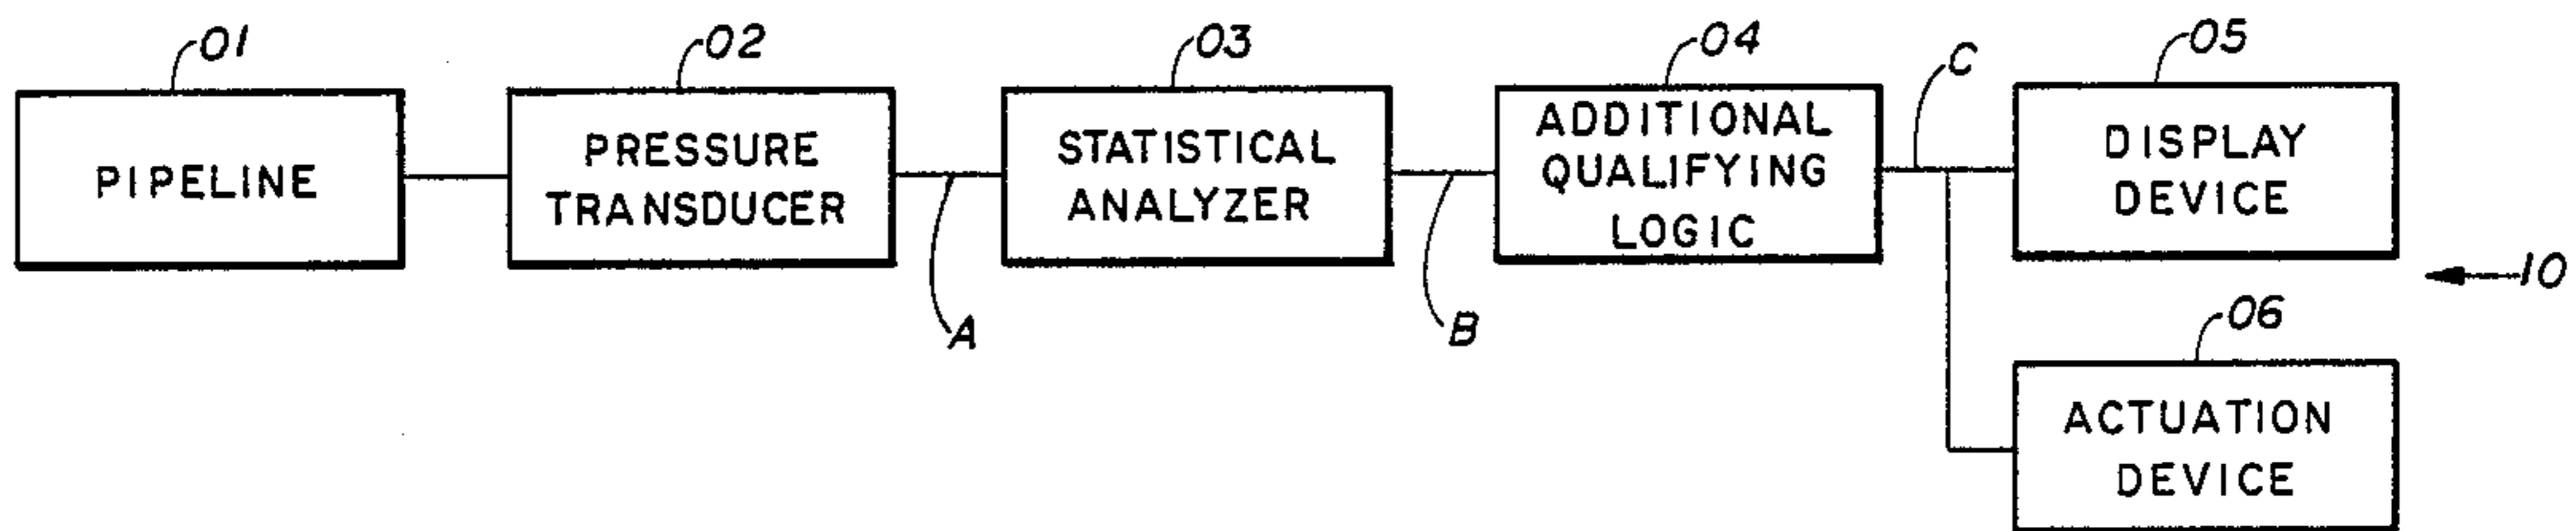 01
PIPELINE
02
PRESSURE
TRANSDUCER
A
03
STATISTICAL
ANALYZER
B
04
ADDITIONAL
QUALIFYING
LOGIC
C
05
DISPLAY
DEVICE
10
06
ACTUATION
DEVICE